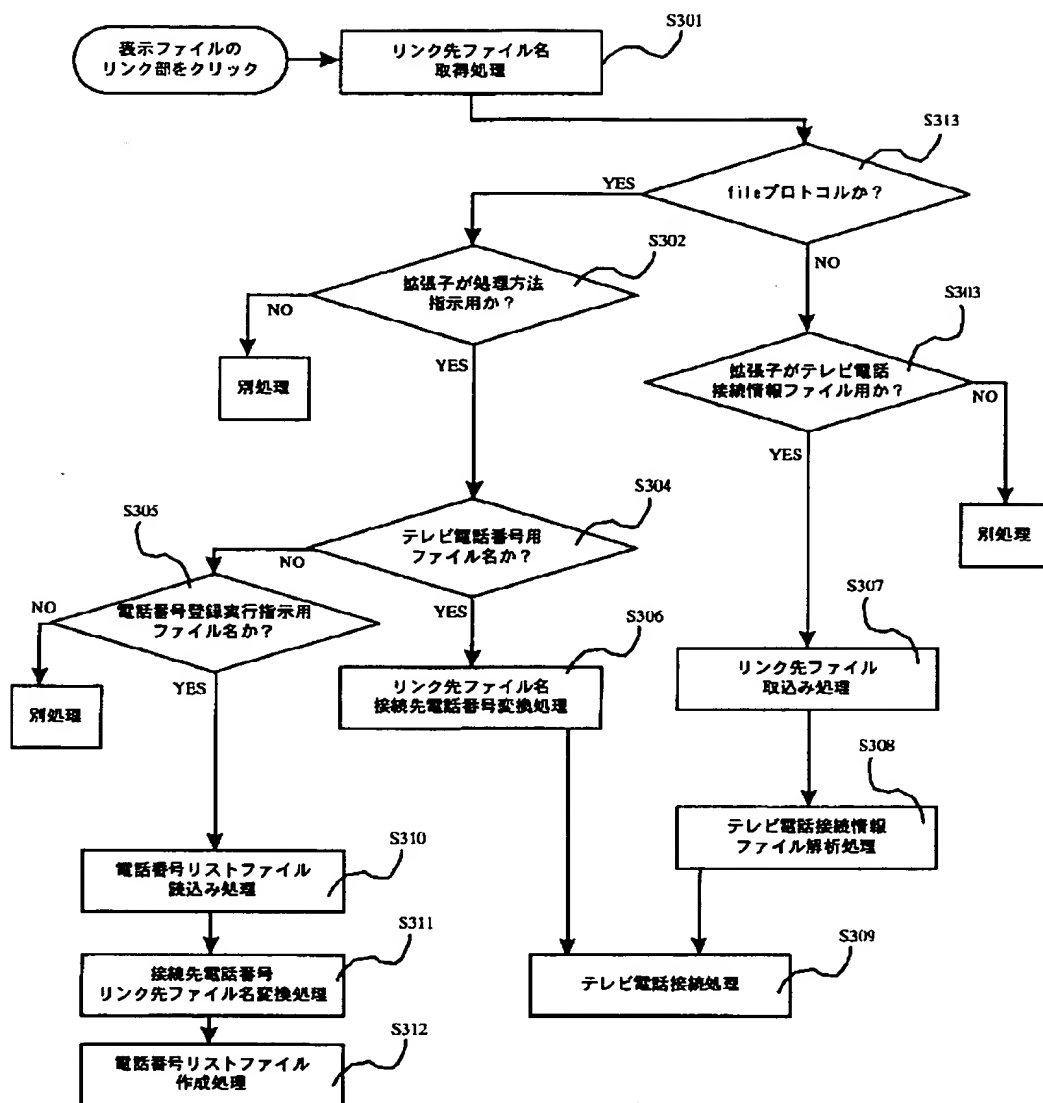 S301
表示ファイルの
リンク部をクリック
リンク先ファイル名
取得処理
S313
fileプロトコルか？
YES
NO
S302
拡張子が処理方法
指示用か？
NO
YES
別処理
S303
拡張子がテレビ電話
接続情報ファイル用か？
NO
YES
別処理
S304
テレビ電話番号用
ファイル名か？
NO
YES
S305
電話番号登録実行指示用
ファイル名か？
NO
YES
別処理
S306
リンク先ファイル名
接続先電話番号変換処理
S307
リンク先ファイル
取込み処理
S308
テレビ電話接続情報
ファイル解析処理
S310
電話番号リストファイル
読込み処理
S311
接続先電話番号
リンク先ファイル名変換処理
S309
テレビ電話接続処理
S312
電話番号リストファイル
作成処理